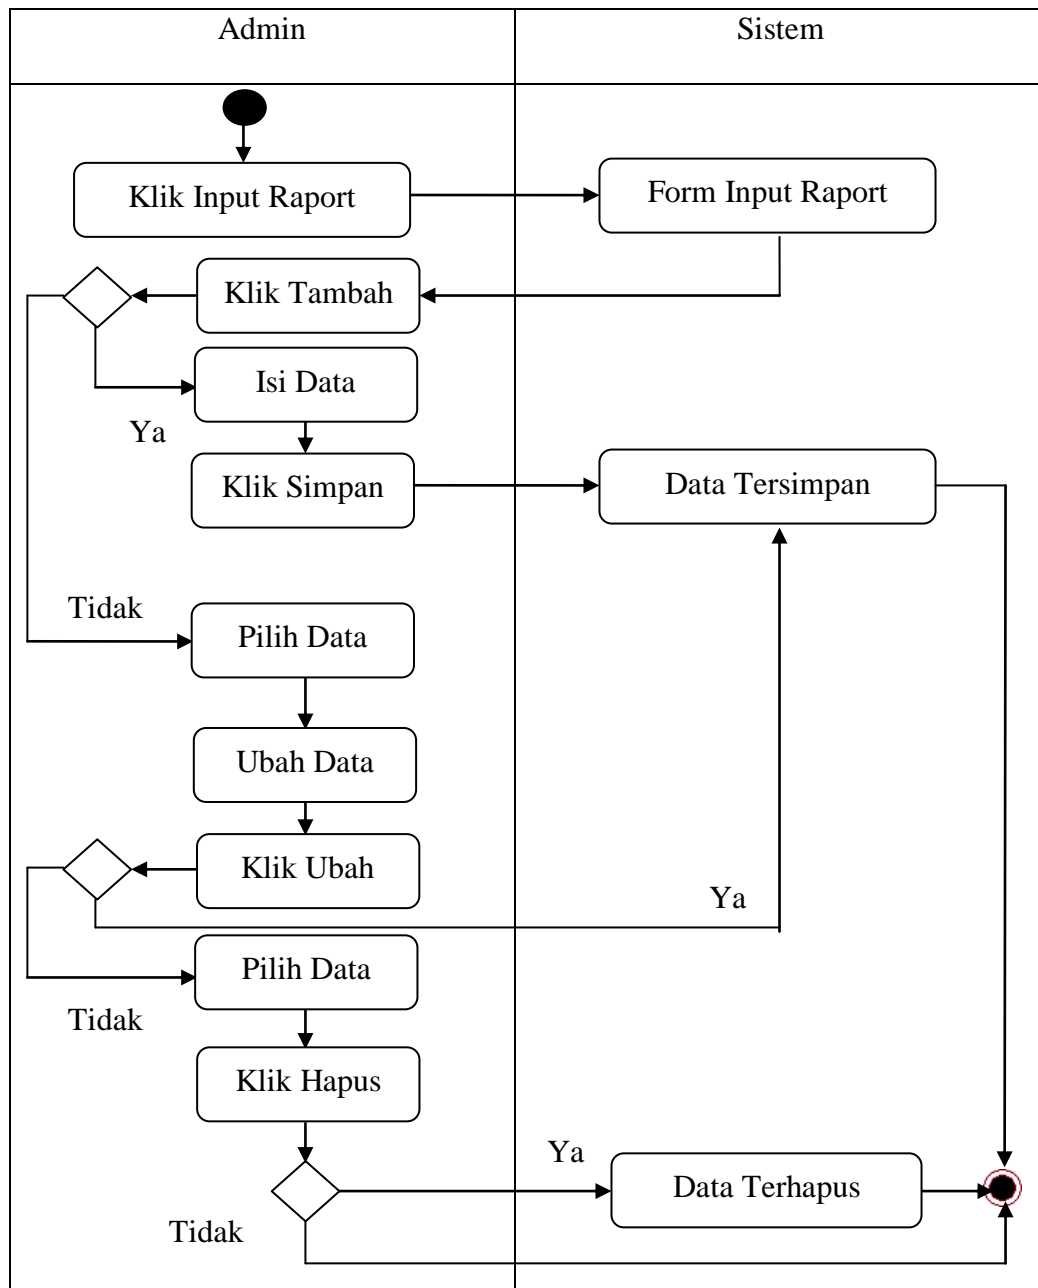 Admin
Sistem
Klik Input Raport
Form Input Raport
Klik Tambah
Isi Data
Ya
Klik Simpan
Data Tersimpan
Tidak
Pilih Data
Ubah Data
Klik Ubah
Ya
Pilih Data
Tidak
Klik Hapus
Ya
Data Terhapus
Tidak